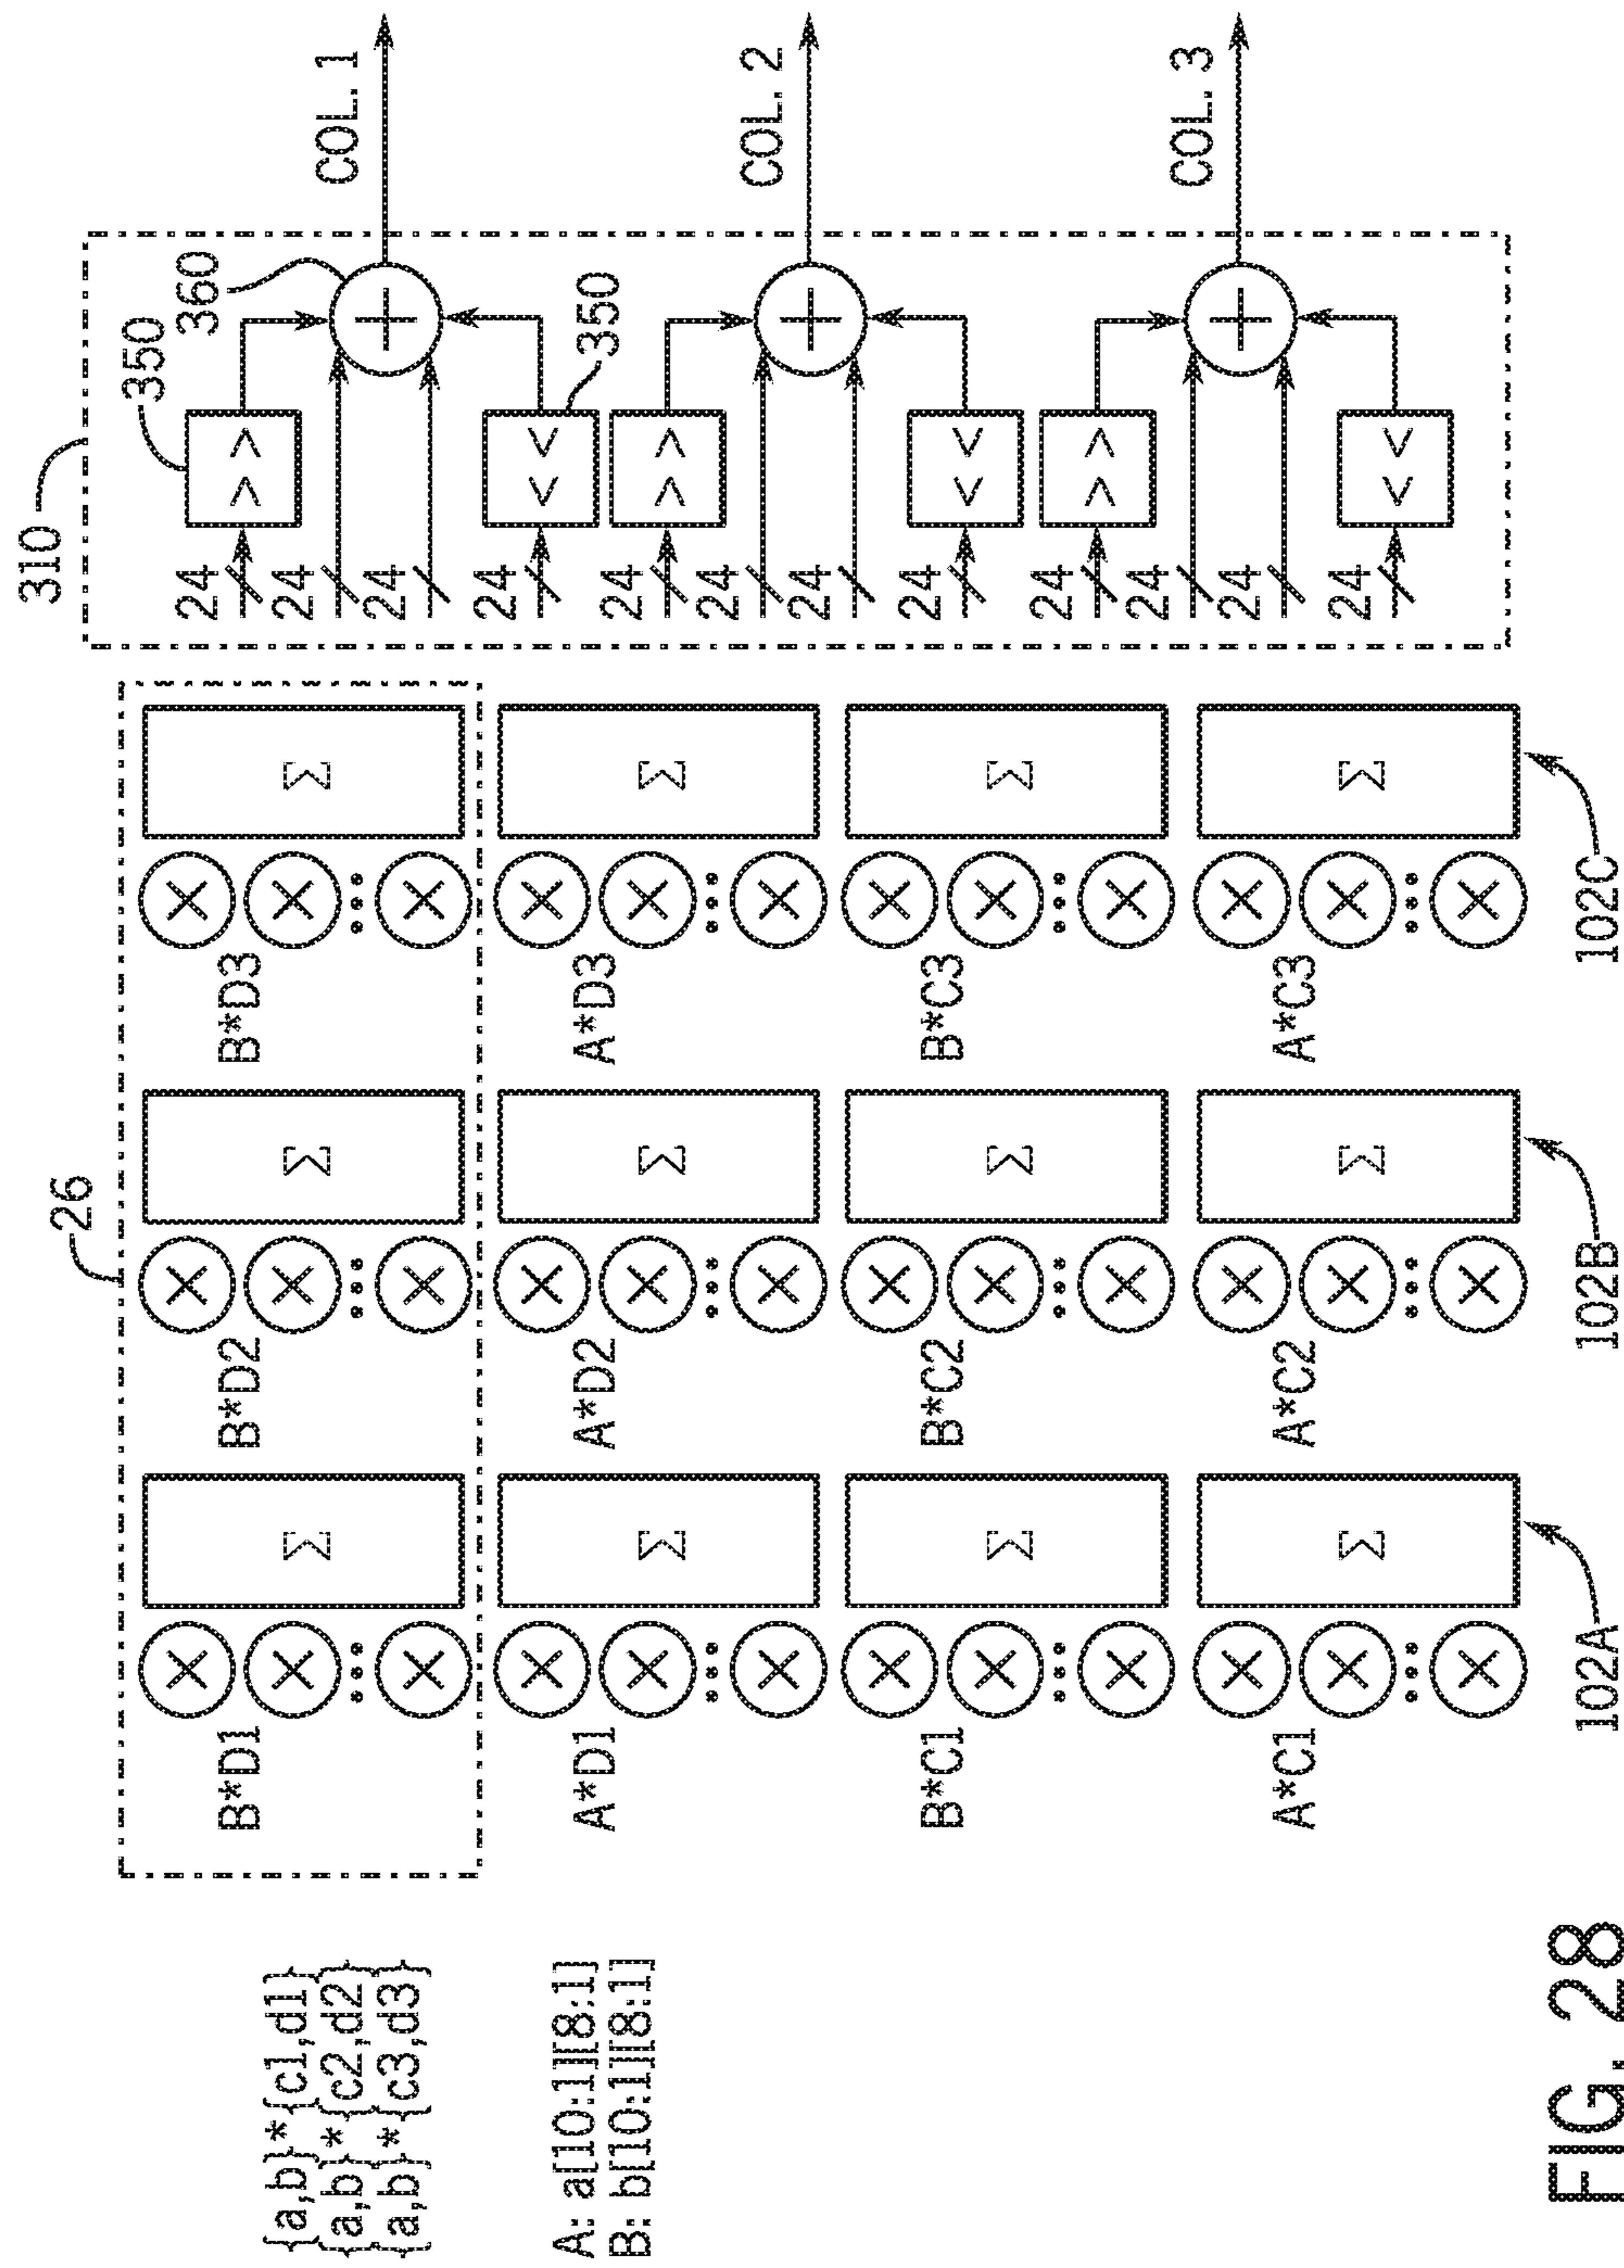 310
26
350
360
{a,b}*{c1,d1}
{a,b}*{c2,d2}
{a,b}*{c3,d3}
A: a[10:1][8:1]
B: b[10:1][8:1]
B*D1
Σ
B*D2
Σ
B*D3
Σ
A*D1
Σ
A*D2
Σ
A*D3
Σ
B*C1
Σ
B*C2
Σ
B*C3
Σ
A*C1
Σ
A*C2
Σ
A*C3
Σ
102A
102B
102C
24
>>
24
24
24
<<
350
COL. 1
24
>>
24
24
24
<<
COL. 2
24
>>
24
24
24
<<
COL. 3
FIG. 28